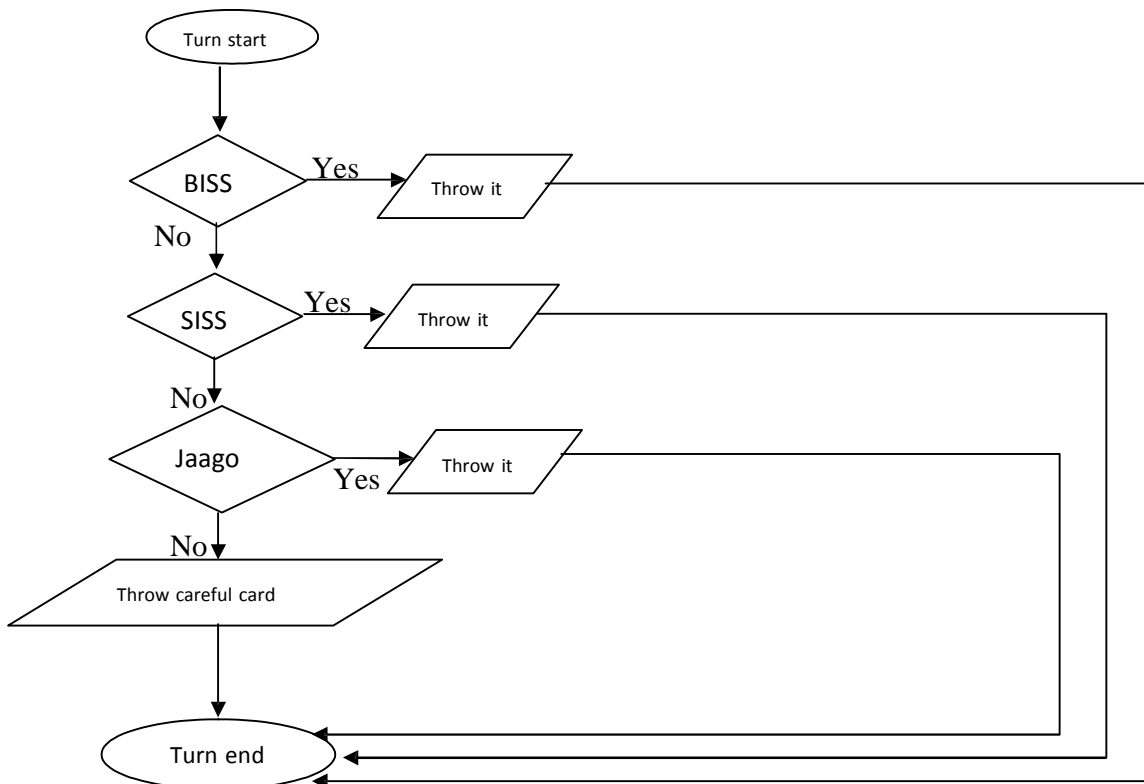 Turn start
BISS
Yes
Throw it
No
SISS
Yes
Throw it
No
Jaago
Yes
Throw it
No
Throw careful card
Turn end